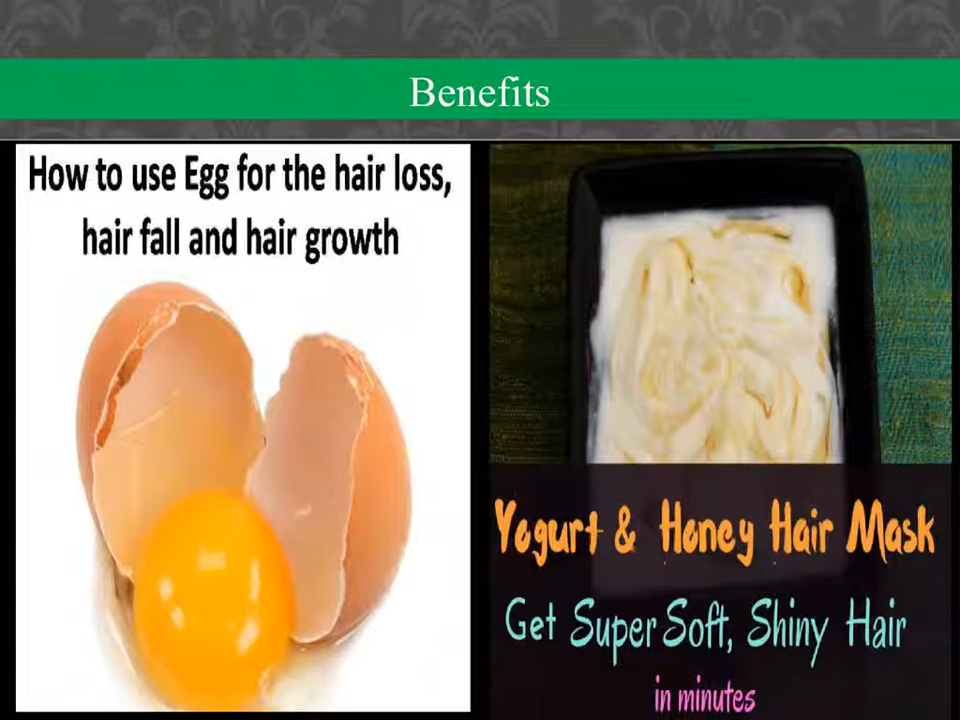 Benefits
How to use Egg for the hair loss,
hair fall and hair growth
Yogurt & Honey Hair Mask
Get Super Soft, Shiny Hair
in minutes